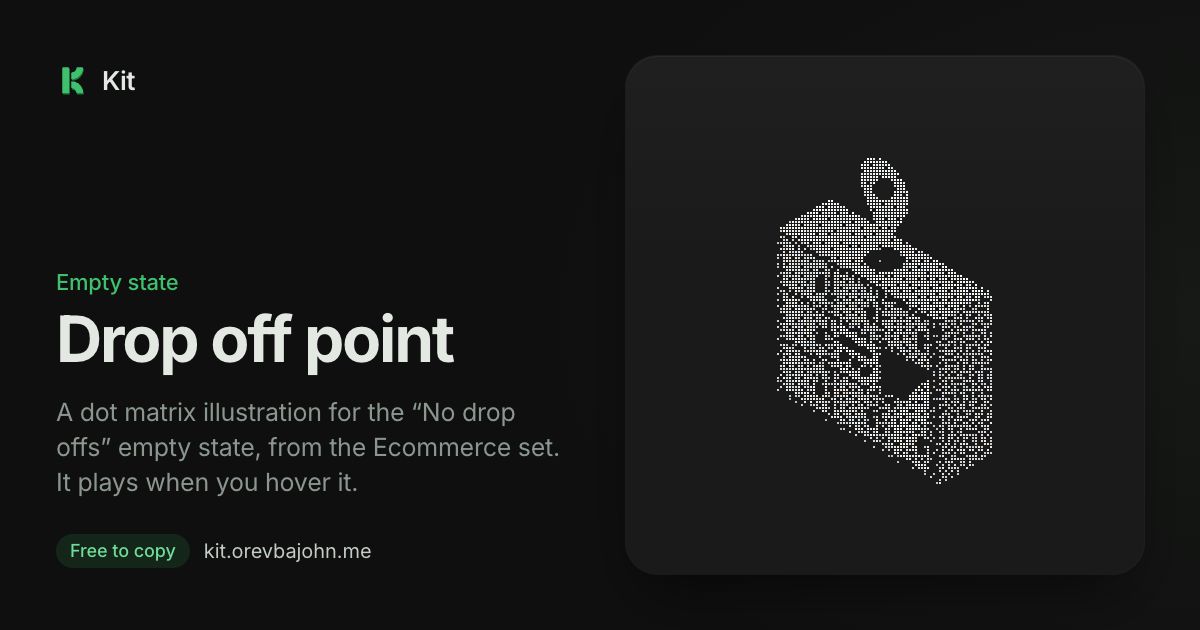 Kit
Empty state
Drop off point
A dot matrix illustration for the “No drop
offs” empty state, from the Ecommerce set.
It plays when you hover it.
Free to copy
kit.orevbajohn.me